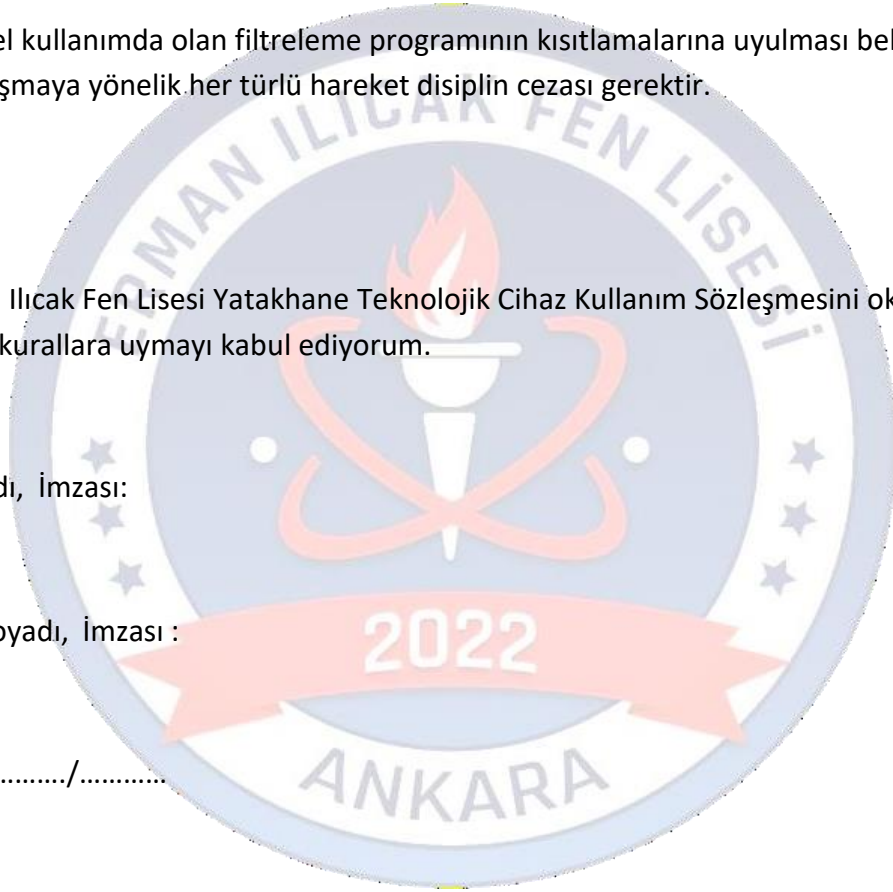 el kullanımda olan filtreleme programının kısıtlamalarına uyulması bel
şmaya yönelik her türlü hareket disiplin cezası gerektir.
ERMAN ILICAK FEN LİSESİ
Ilıcak Fen Lisesi Yatakhane Teknolojik Cihaz Kullanım Sözleşmesini ok
kurallara uymayı kabul ediyorum.
dı, İmzası:
oyadı, İmzası :
2022
………./…………
ANKARA